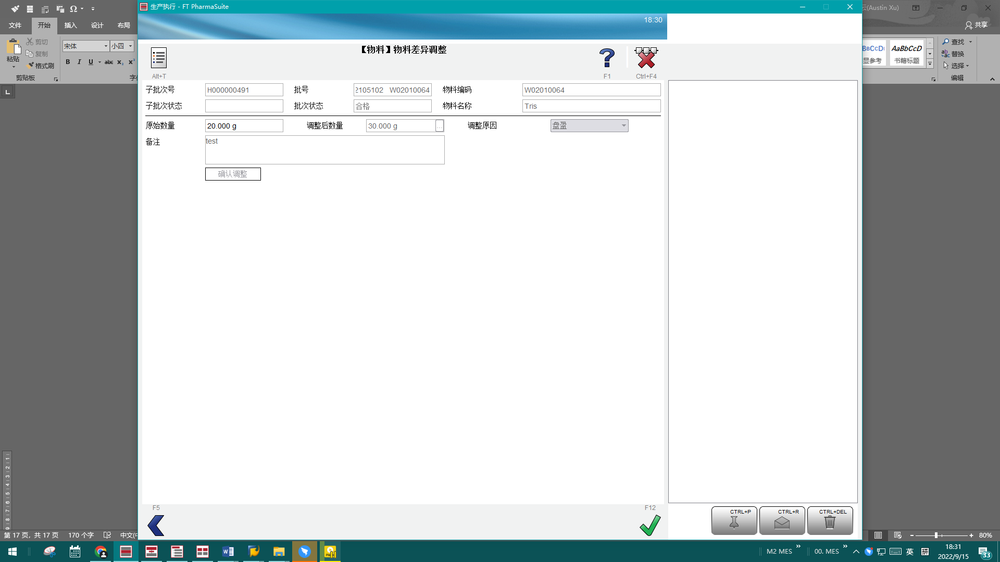 生产执行 - FT PharmaSuite
(Austin Xu)
文件 开始 插入 设计 布局
共享
18:30
剪切
复制
格式刷
粘贴
剪贴板
宋体 小四
B I U abc X₂ X²
AaBbCcD
显参考 书籍标题
查找
替换
选择
编辑
【物料】物料差异调整
Alt+T F1 Ctrl+F4
子批次号 H000000491 批号 2105102 W02010064 物料编码 W02010064
子批次状态 批次状态 合格 物料名称 Tris
原始数量 20.000 g 调整后数量 30.000 g ... 调整原因 盘盈
备注 test
确认调整
F5 F12
CTRL+P CTRL+R CTRL+DEL
第 17 页，共 17 页 170 个字 中文(中
80%
M2 MES 00. MES 英 拼
18:31
2022/9/15
33